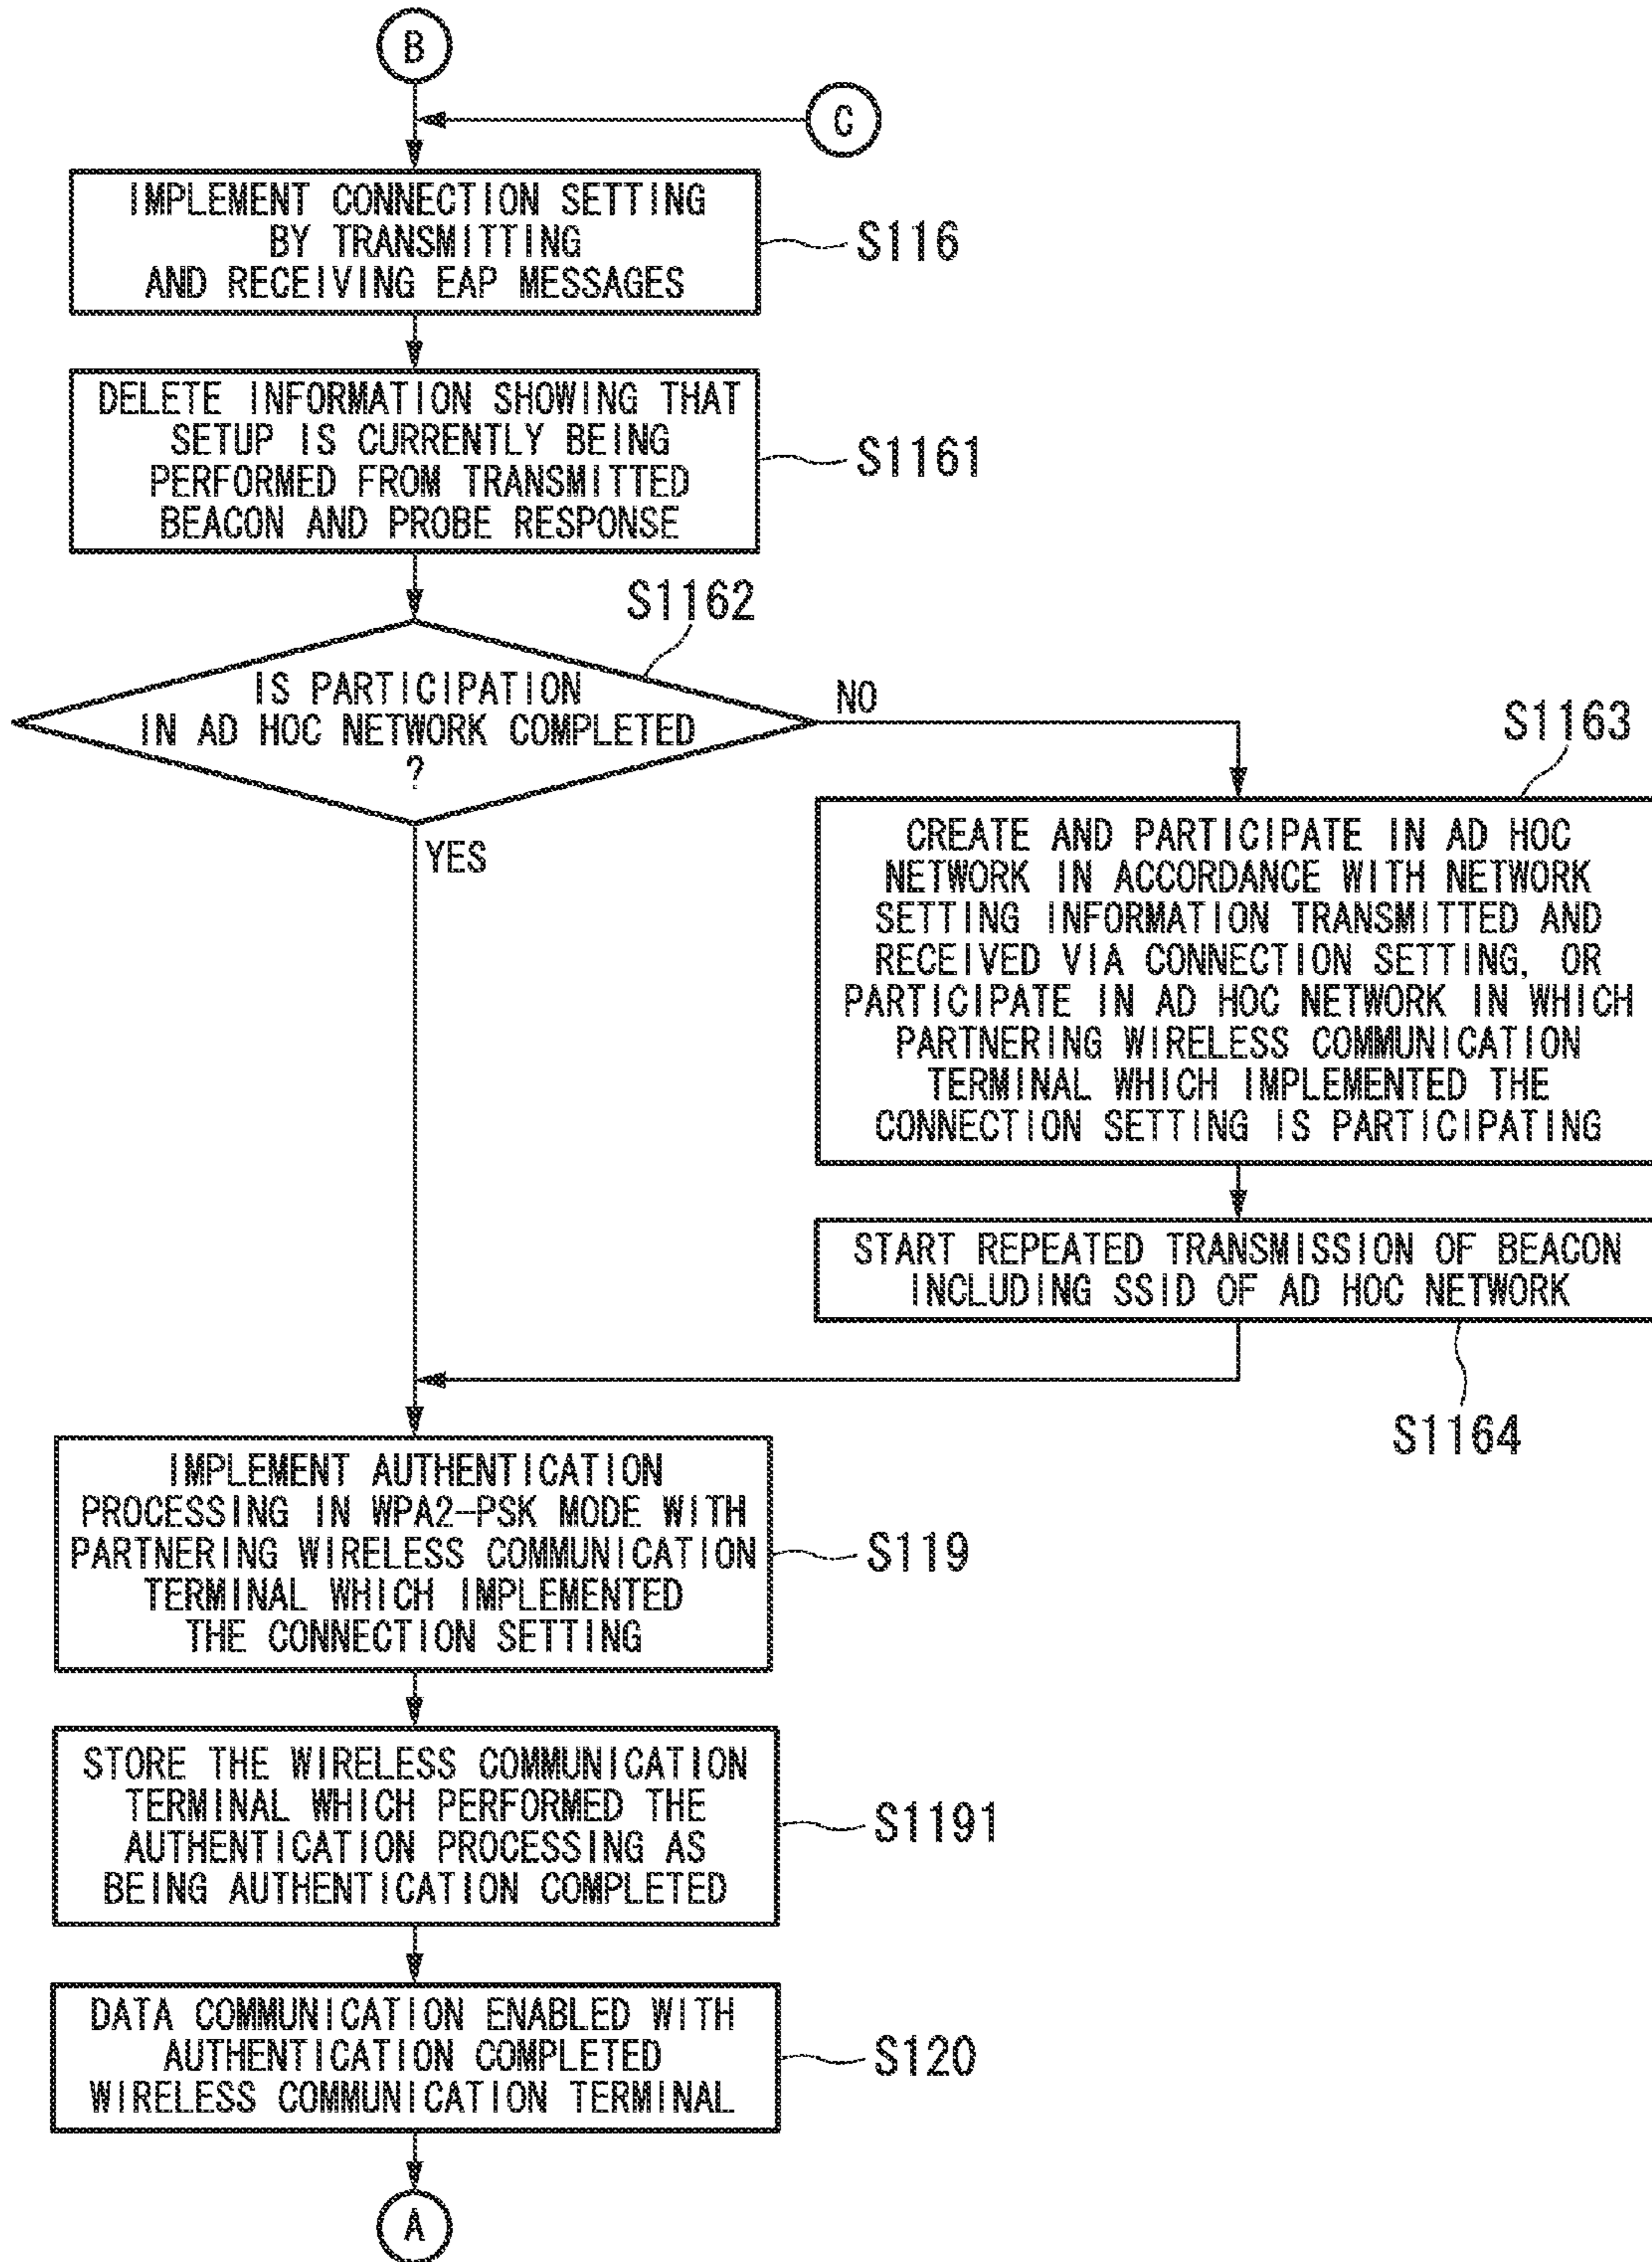 B
C
IMPLEMENT CONNECTION SETTING
BY TRANSMITTING
AND RECEIVING EAP MESSAGES
S116
DELETE INFORMATION SHOWING THAT
SETUP IS CURRENTLY BEING
PERFORMED FROM TRANSMITTED
BEACON AND PROBE RESPONSE
S1161
S1162
IS PARTICIPATION
IN AD HOC NETWORK COMPLETED
?
NO
YES
S1163
CREATE AND PARTICIPATE IN AD HOC
NETWORK IN ACCORDANCE WITH NETWORK
SETTING INFORMATION TRANSMITTED AND
RECEIVED VIA CONNECTION SETTING, OR
PARTICIPATE IN AD HOC NETWORK IN WHICH
PARTNERING WIRELESS COMMUNICATION
TERMINAL WHICH IMPLEMENTED THE
CONNECTION SETTING IS PARTICIPATING
START REPEATED TRANSMISSION OF BEACON
INCLUDING SSID OF AD HOC NETWORK
S1164
IMPLEMENT AUTHENTICATION
PROCESSING IN WPA2-PSK MODE WITH
PARTNERING WIRELESS COMMUNICATION
TERMINAL WHICH IMPLEMENTED
THE CONNECTION SETTING
S119
STORE THE WIRELESS COMMUNICATION
TERMINAL WHICH PERFORMED THE
AUTHENTICATION PROCESSING AS
BEING AUTHENTICATION COMPLETED
S1191
DATA COMMUNICATION ENABLED WITH
AUTHENTICATION COMPLETED
WIRELESS COMMUNICATION TERMINAL
S120
A